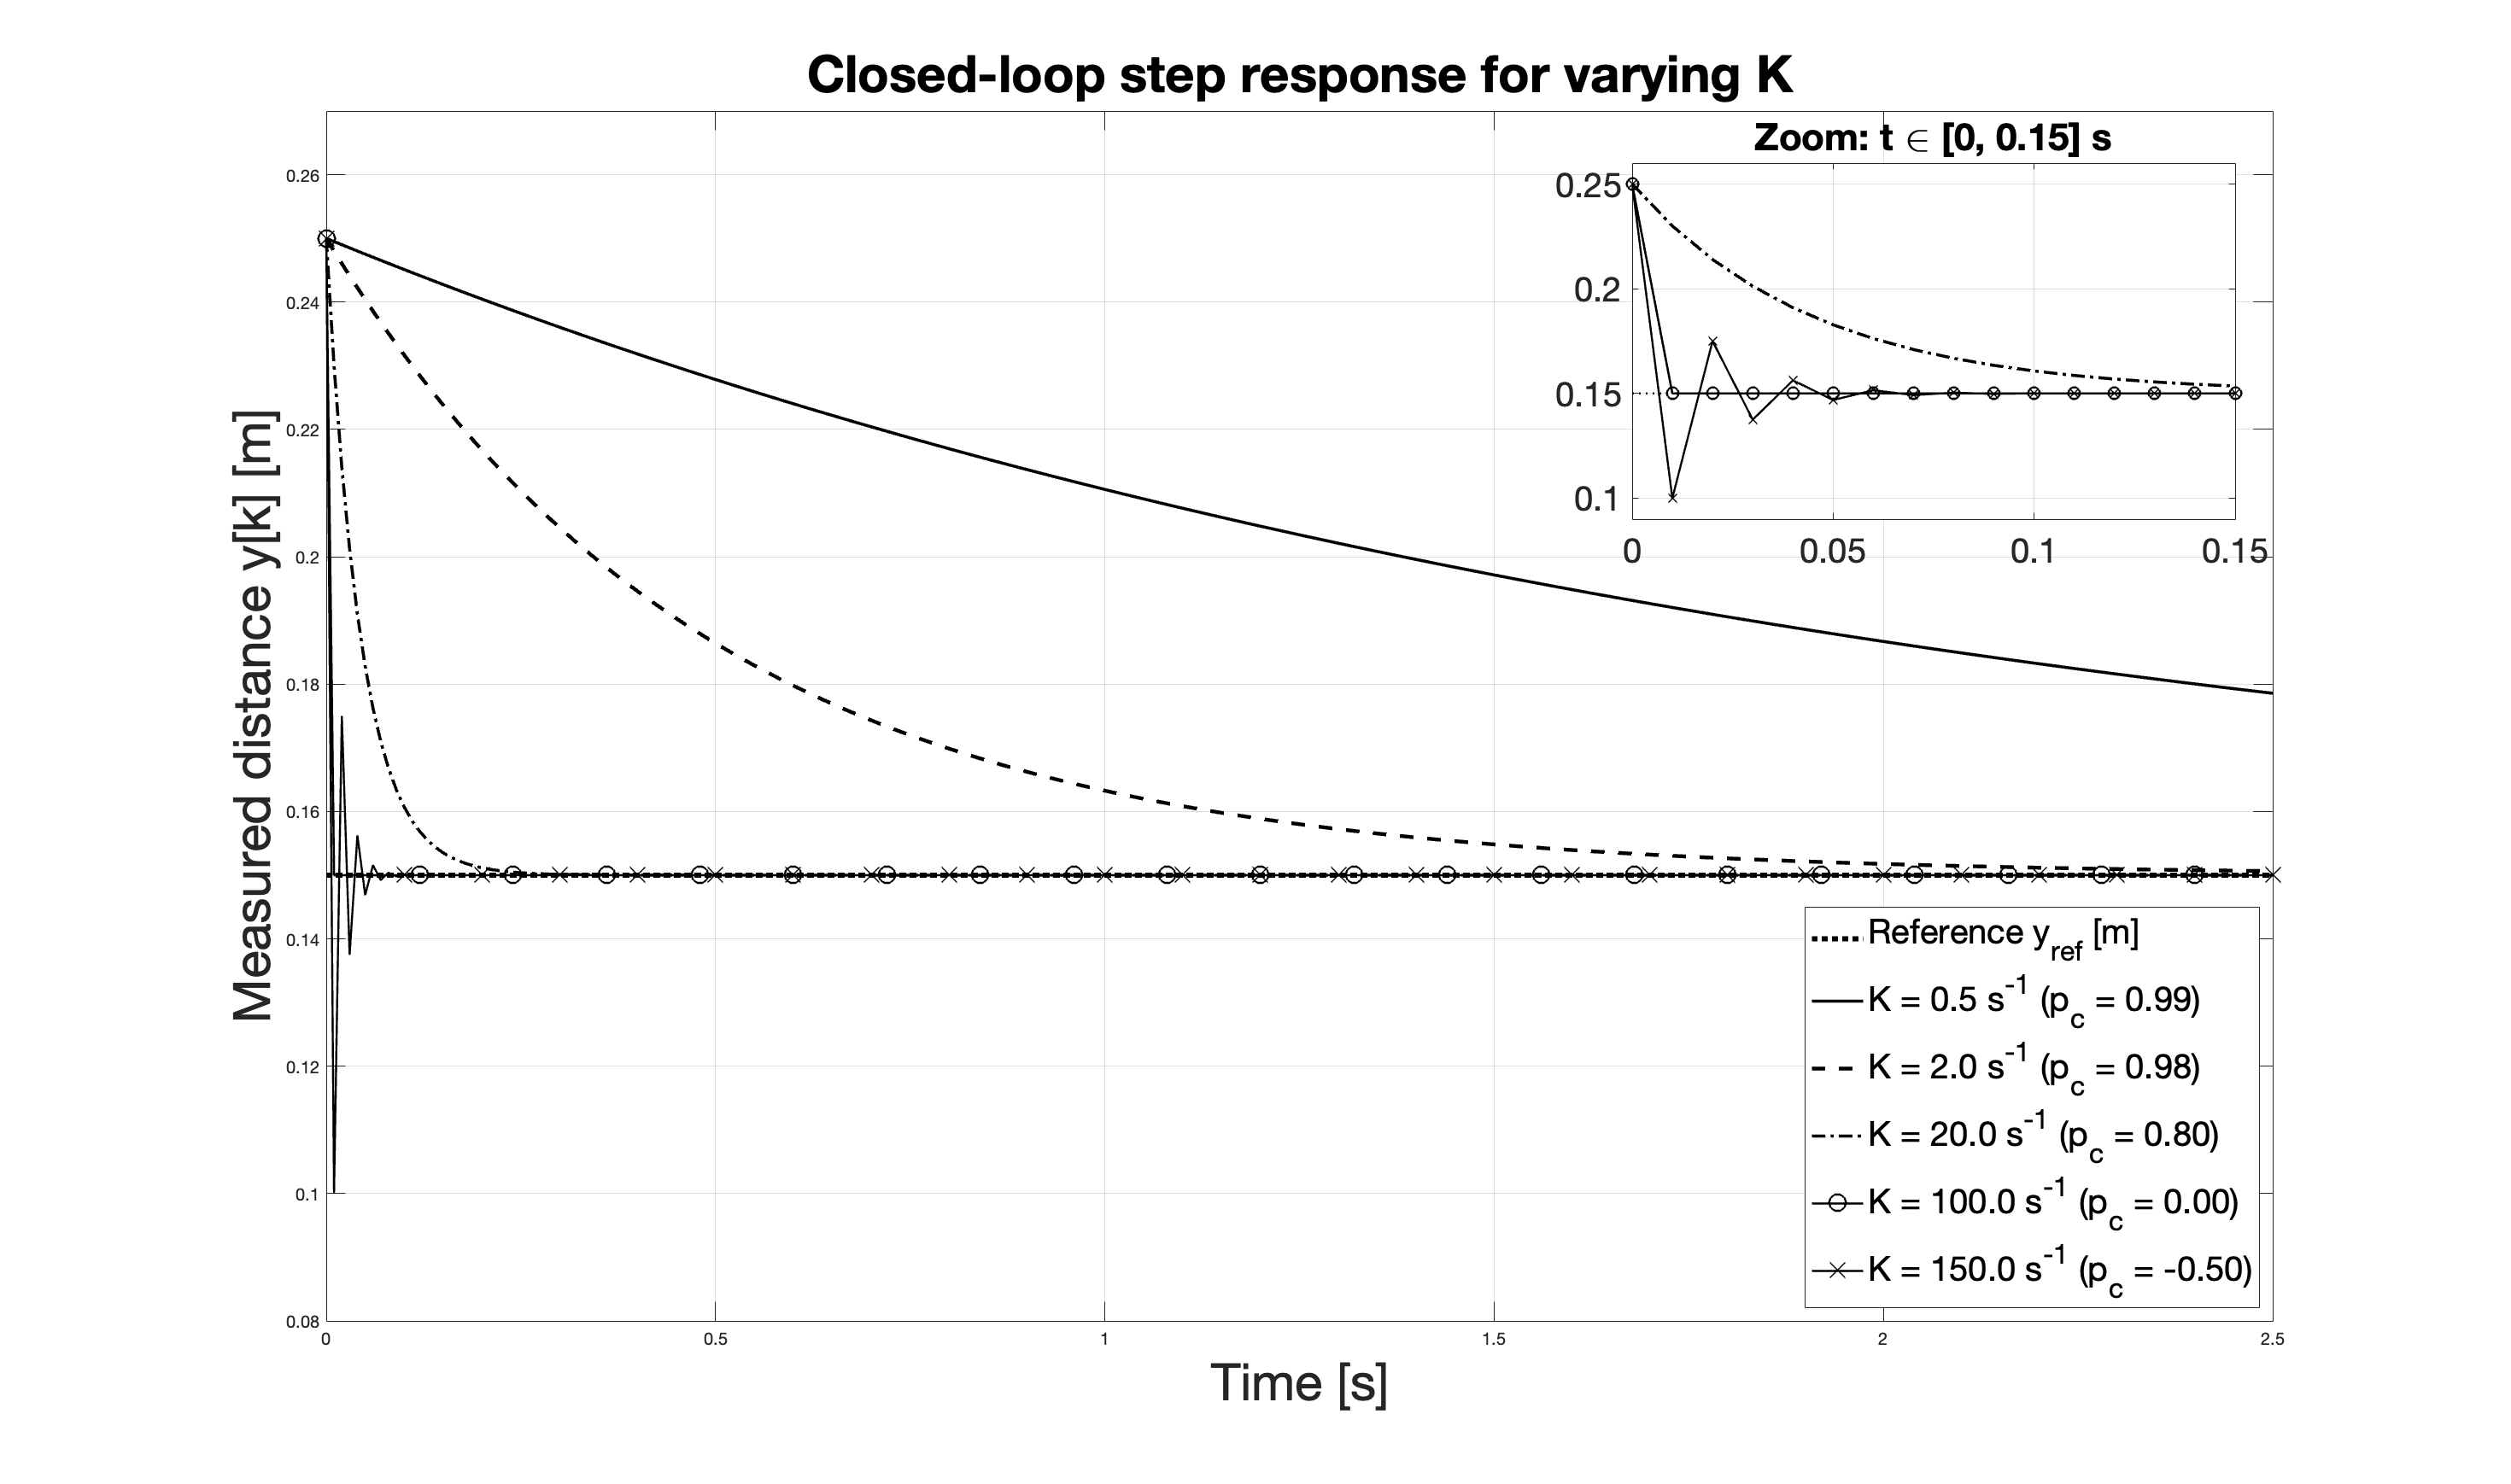 Closed-loop step response for varying K
Zoom: t ∈ [0, 0.15] s
0.25
0.2
0.15
0.1
0 0.05 0.1 0.15
Measured distance y[k] [m]
0.26
0.24
0.22
0.2
0.18
0.16
0.14
0.12
0.1
0.08
0 0.5 1 1.5 2 2.5
Time [s]
Reference y_ref [m]
K = 0.5 s^-1 (p_c = 0.99)
K = 2.0 s^-1 (p_c = 0.98)
K = 20.0 s^-1 (p_c = 0.80)
K = 100.0 s^-1 (p_c = 0.00)
K = 150.0 s^-1 (p_c = -0.50)